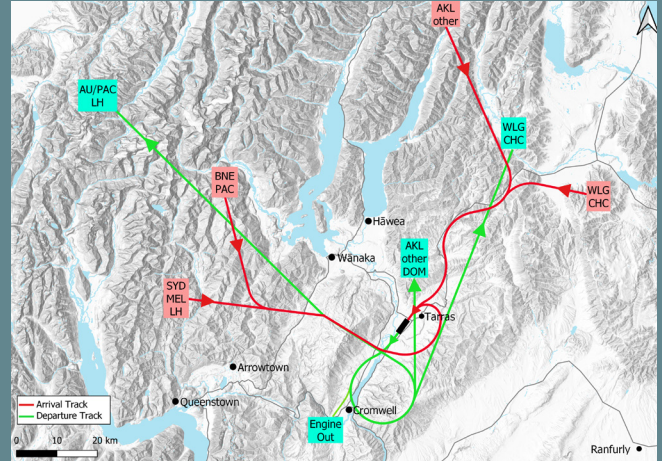 AKL
other
AU/PAC
LH
WLG
CHC
BNE
PAC
WLG
CHC
Hāwea
AKL
other
DOM
Wānaka
SYD
MEL
LH
Tarras
Arrowtown
Arrival Track
Departure Track
Queenstown
Cromwell
Engine
Out
0 10 20 km
Ranfurly